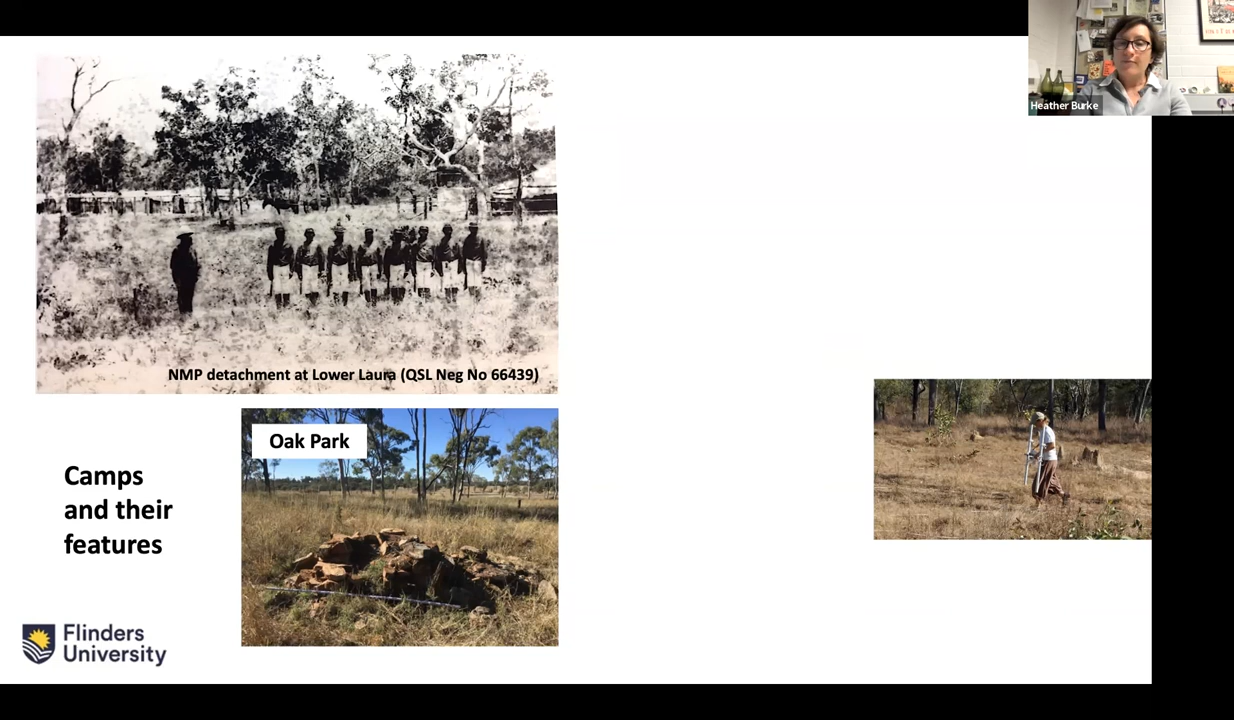 Heather Burke
NMP detachment at Lower Laura (QSL Neg No 66439)
Oak Park
Camps
and their
features
Flinders
University